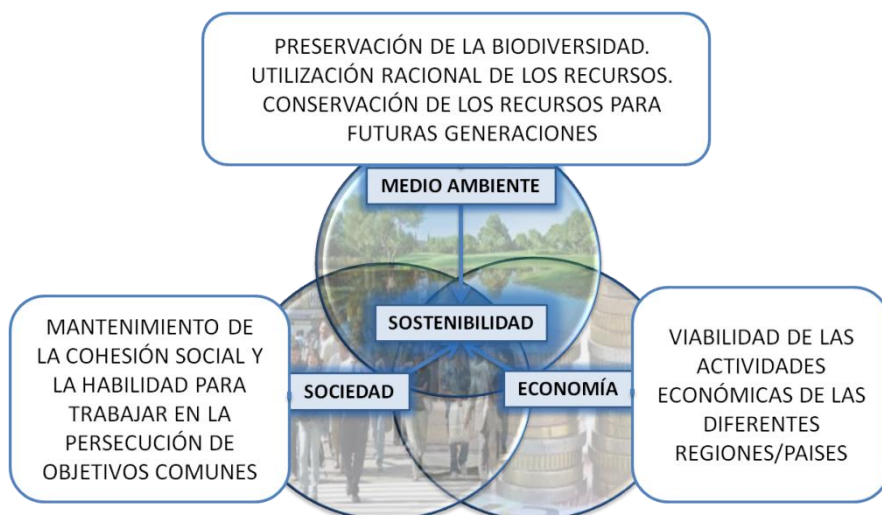 PRESERVACIÓN DE LA BIODIVERSIDAD.
UTILIZACIÓN RACIONAL DE LOS RECURSOS.
CONSERVACIÓN DE LOS RECURSOS PARA
FUTURAS GENERACIONES
MEDIO AMBIENTE
SOSTENIBILIDAD
MANTENIMIENTO DE
LA COHESIÓN SOCIAL Y
LA HABILIDAD PARA
TRABAJAR EN LA
PERSECUCIÓN DE
OBJETIVOS COMUNES
SOCIEDAD
ECONOMÍA
VIABILIDAD DE LAS
ACTIVIDADES
ECONÓMICAS DE LAS
DIFERENTES
REGIONES/PAISES